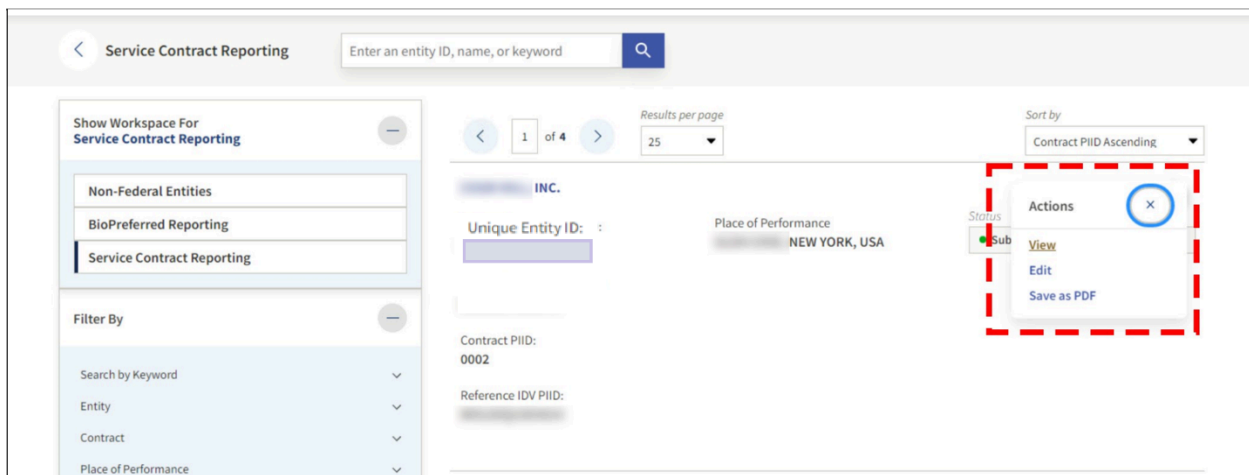 Service Contract Reporting
Enter an entity ID, name, or keyword
Show Workspace For
Service Contract Reporting
Non-Federal Entities
BioPreferred Reporting
Service Contract Reporting
Filter By
Search by Keyword
Entity
Contract
Place of Performance
1 of 4
Results per page
25
Sort by
Contract PIID Ascending
INC.
Unique Entity ID: :
Place of Performance
NEW YORK, USA
Status
Sub
Actions
×
View
Edit
Save as PDF
Contract PIID:
0002
Reference IDV PIID: